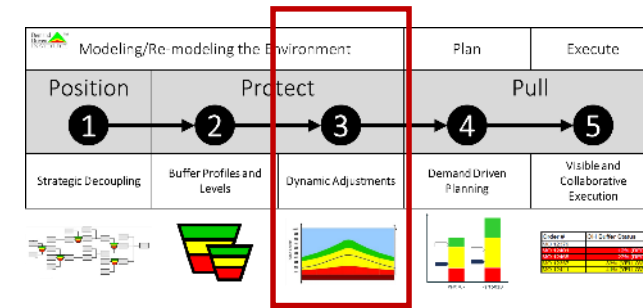 Modeling/Re-modeling the Environment
Plan
Execute
Position
Protect
Pull
1
2
3
4
5
Strategic Decoupling
Buffer Profiles and
Levels
Dynamic Adjustments
Demand Driven
Planning
Visible and
Collaborative
Execution